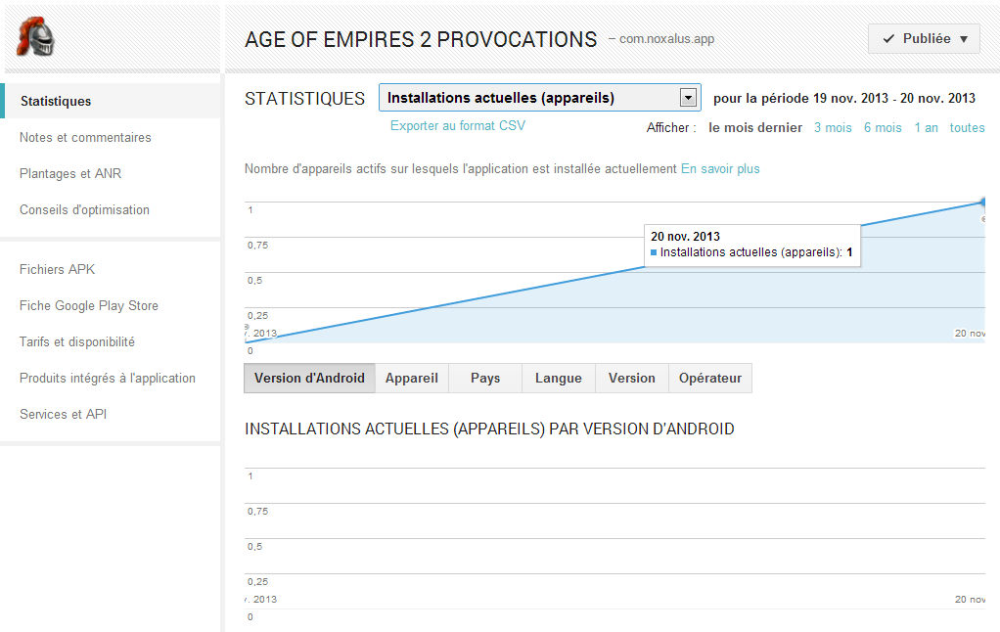 AGE OF EMPIRES 2 PROVOCATIONS – com.noxalus.app
Publiée
Statistiques
Notes et commentaires
Plantages et ANR
Conseils d'optimisation
Fichiers APK
Fiche Google Play Store
Tarifs et disponibilité
Produits intégrés à l'application
Services et API
STATISTIQUES Installations actuelles (appareils) pour la période 19 nov. 2013 - 20 nov. 2013
Exporter au format CSV
Afficher : le mois dernier 3 mois 6 mois 1 an toutes
Nombre d'appareils actifs sur lesquels l'application est installée actuellement En savoir plus
1
0,75
0,5
0,25
0
. 2013
20 nov
20 nov. 2013
Installations actuelles (appareils): 1
Version d'Android Appareil Pays Langue Version Opérateur
INSTALLATIONS ACTUELLES (APPAREILS) PAR VERSION D'ANDROID
1
0,75
0,5
0,25
. 2013
20 nov
0